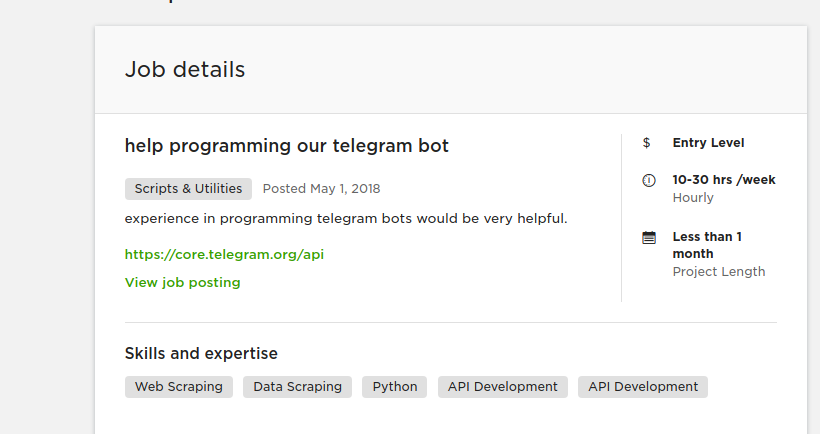 Job details
help programming our telegram bot
Scripts & Utilities Posted May 1, 2018
experience in programming telegram bots would be very helpful.
https://core.telegram.org/api
View job posting
$ Entry Level
10-30 hrs /week
Hourly
Less than 1
month
Project Length
Skills and expertise
Web Scraping Data Scraping Python API Development API Development